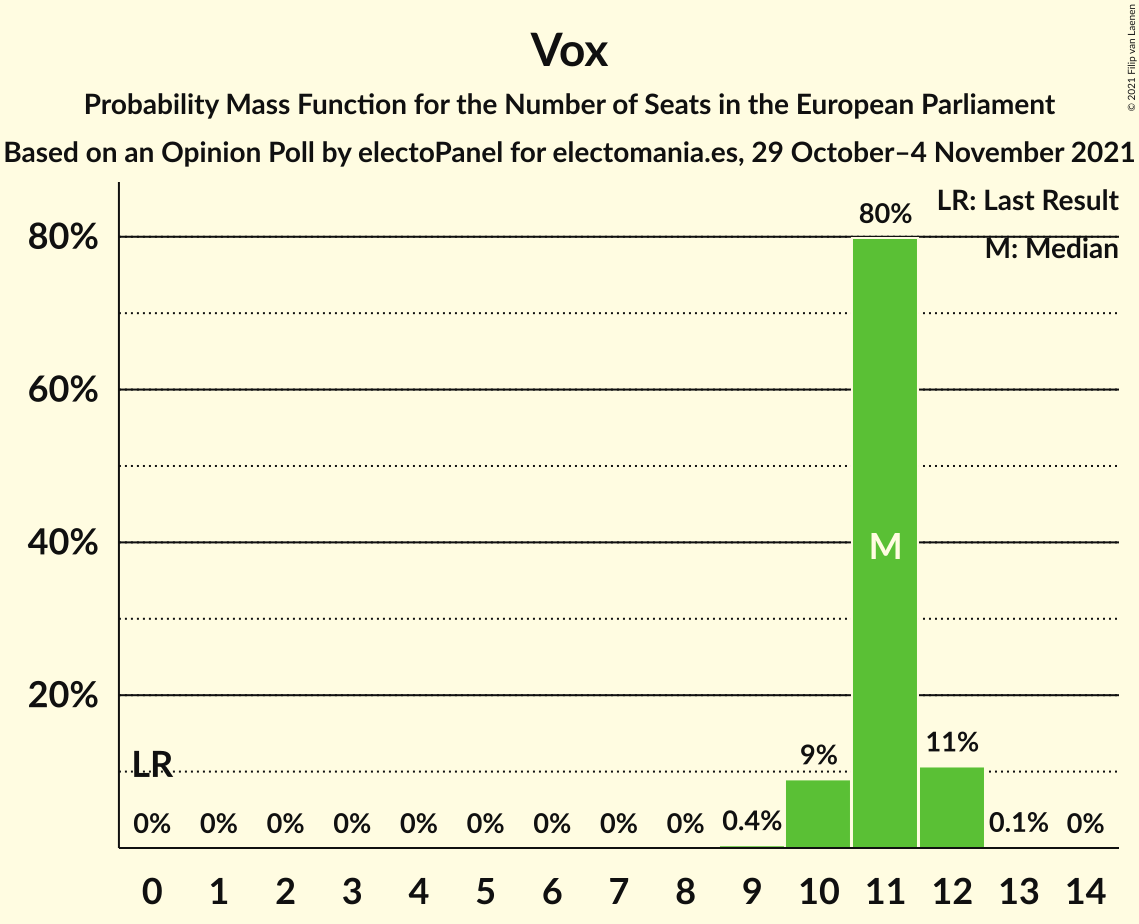 Vox
Probability Mass Function for the Number of Seats in the European Parliament
Based on an Opinion Poll by electoPanel for electomania.es, 29 October–4 November 2021
© 2021 Filip van Laenen
LR: Last Result
M: Median
80%
60%
40%
20%
LR
M
0% 0% 0% 0% 0% 0% 0% 0% 0% 0.4% 9% 80% 11% 0.1% 0%
0 1 2 3 4 5 6 7 8 9 10 11 12 13 14